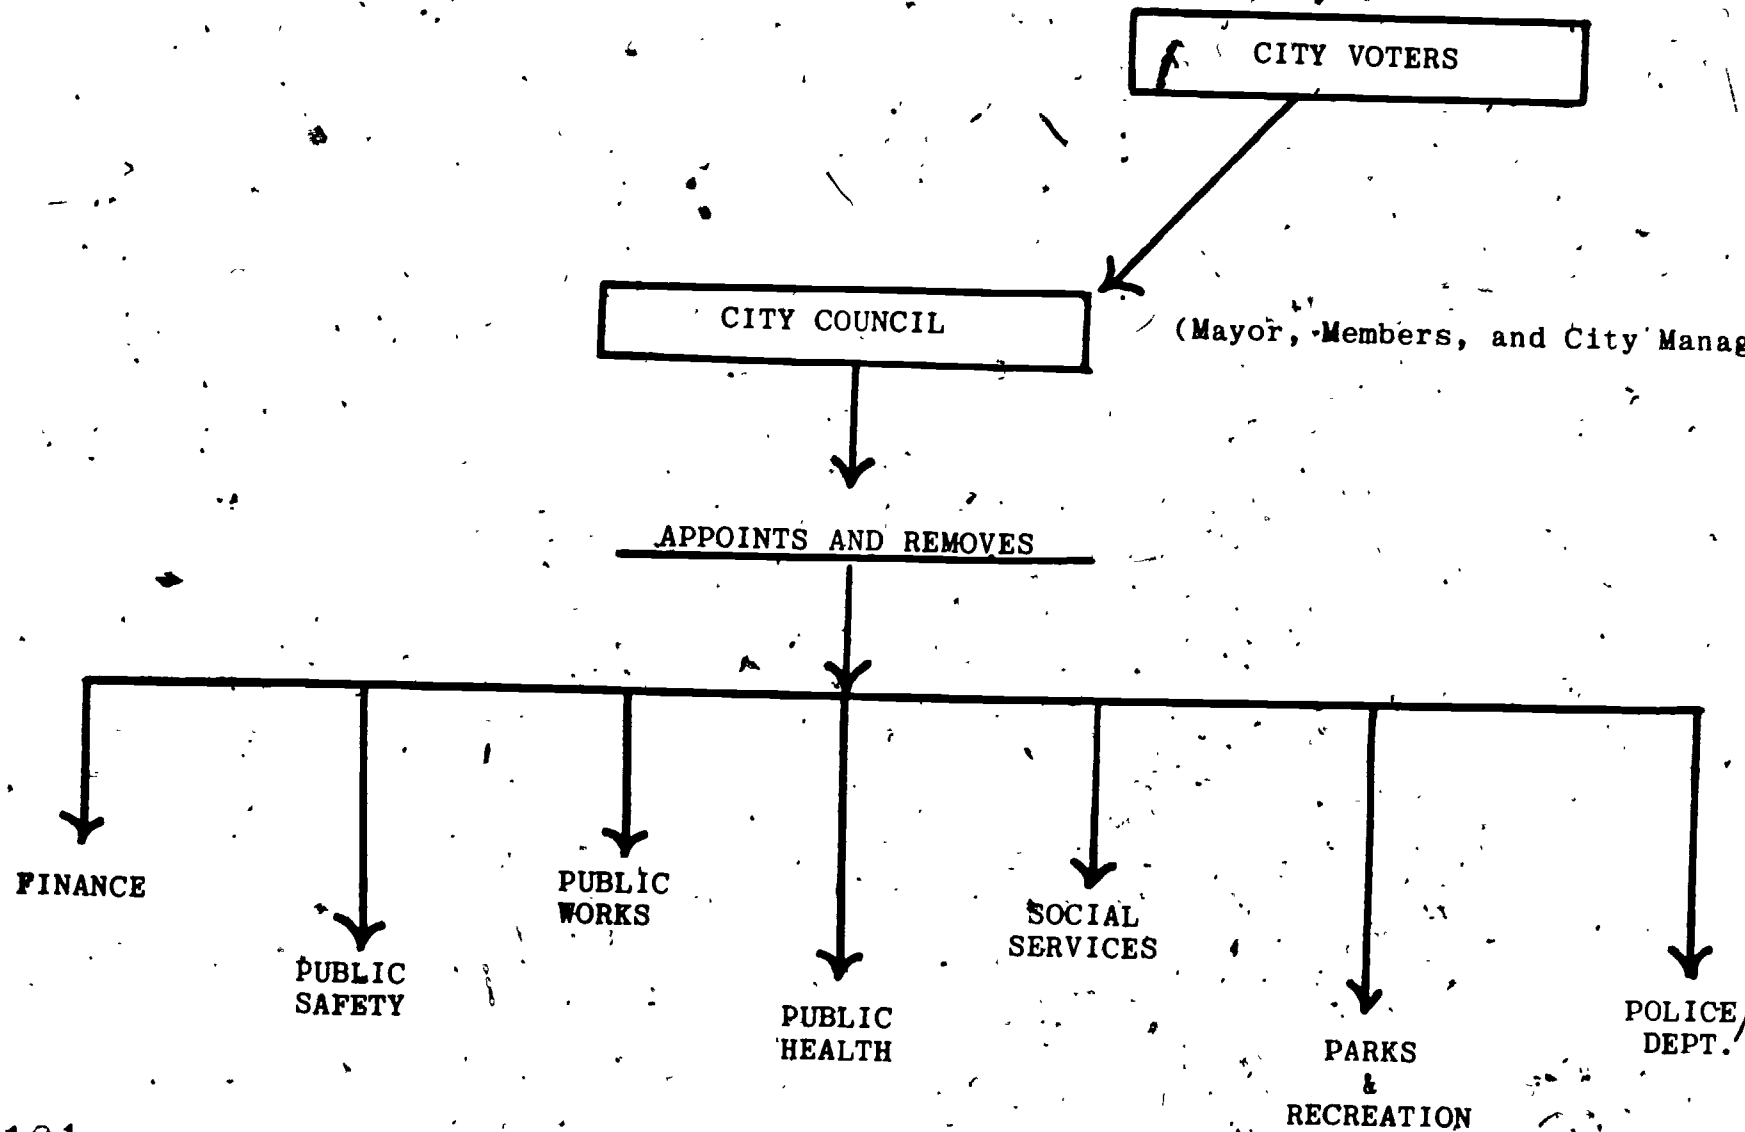 CITY VOTERS
CITY COUNCIL
(Mayor, Members, and City
APPOINTS AND REMOVES
FINANCE
PUBLIC
SAFETY
PUBLIC
WORKS
PUBLIC
HEALTH
SOCIAL
SERVICES
PARKS
&
RECREATION
POLICE
DEPT.